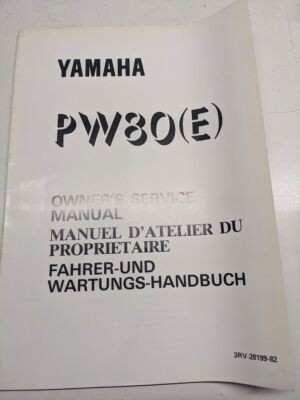 YAMAHA
PW80(E)
OWNER'S SERVICE
MANUAL
MANUEL D'ATELIER DU
PROPRIETAIRE
FAHRER-UND
WARTUNGS-HANDBUCH
3RV-28199-82